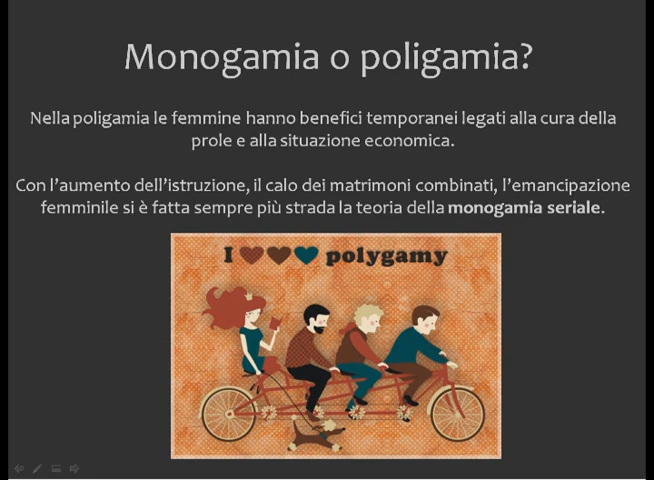 Monogamia o poligamia?
Nella poligamia le femmine hanno benefici temporanei legati alla cura della
prole e alla situazione economica.
Con l'aumento dell'istruzione, il calo dei matrimoni combinati, l'emancipazione
femminile si è fatta sempre più strada la teoria della monogamia seriale.
I polygamy